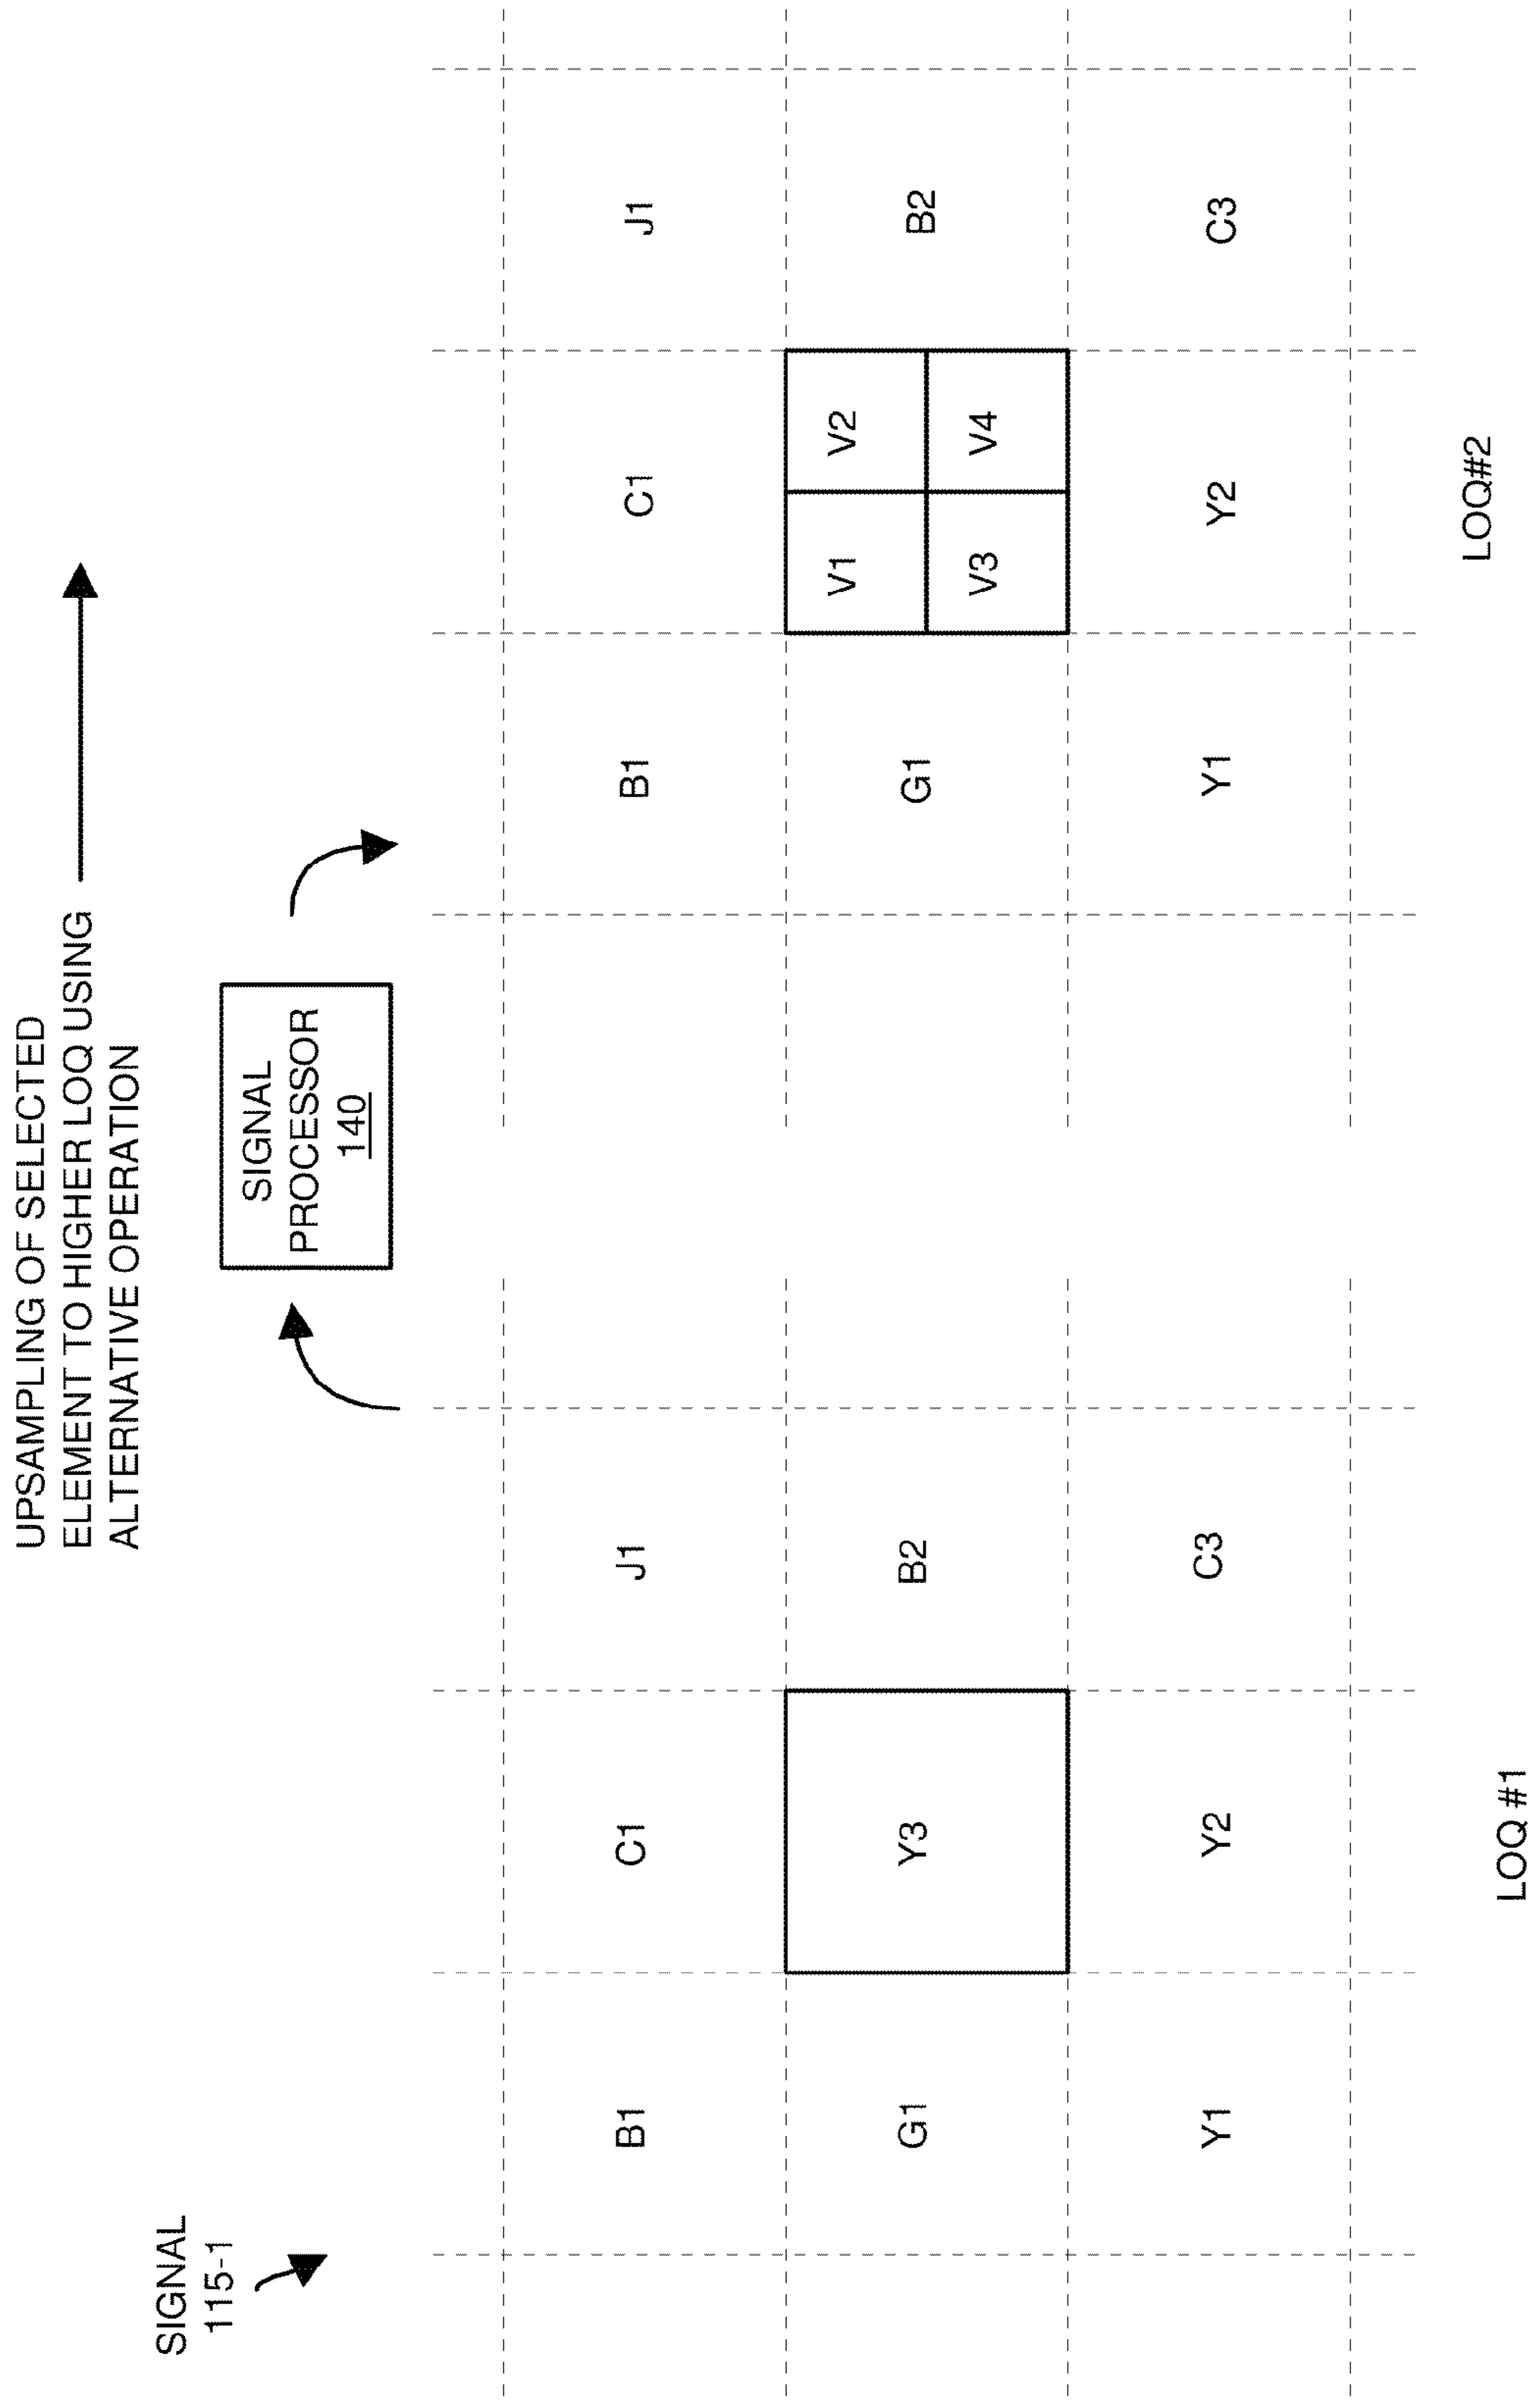 UPSAMPLING OF SELECTED
ELEMENT TO HIGHER LOQ USING
ALTERNATIVE OPERATION
SIGNAL
115-1
SIGNAL
PROCESSOR
140
B1
C1
J1
G1
Y3
B2
Y1
Y2
C3
LOQ #1
B1
C1
J1
G1
V1
V2
V3
V4
B2
Y1
Y2
C3
LOQ#2